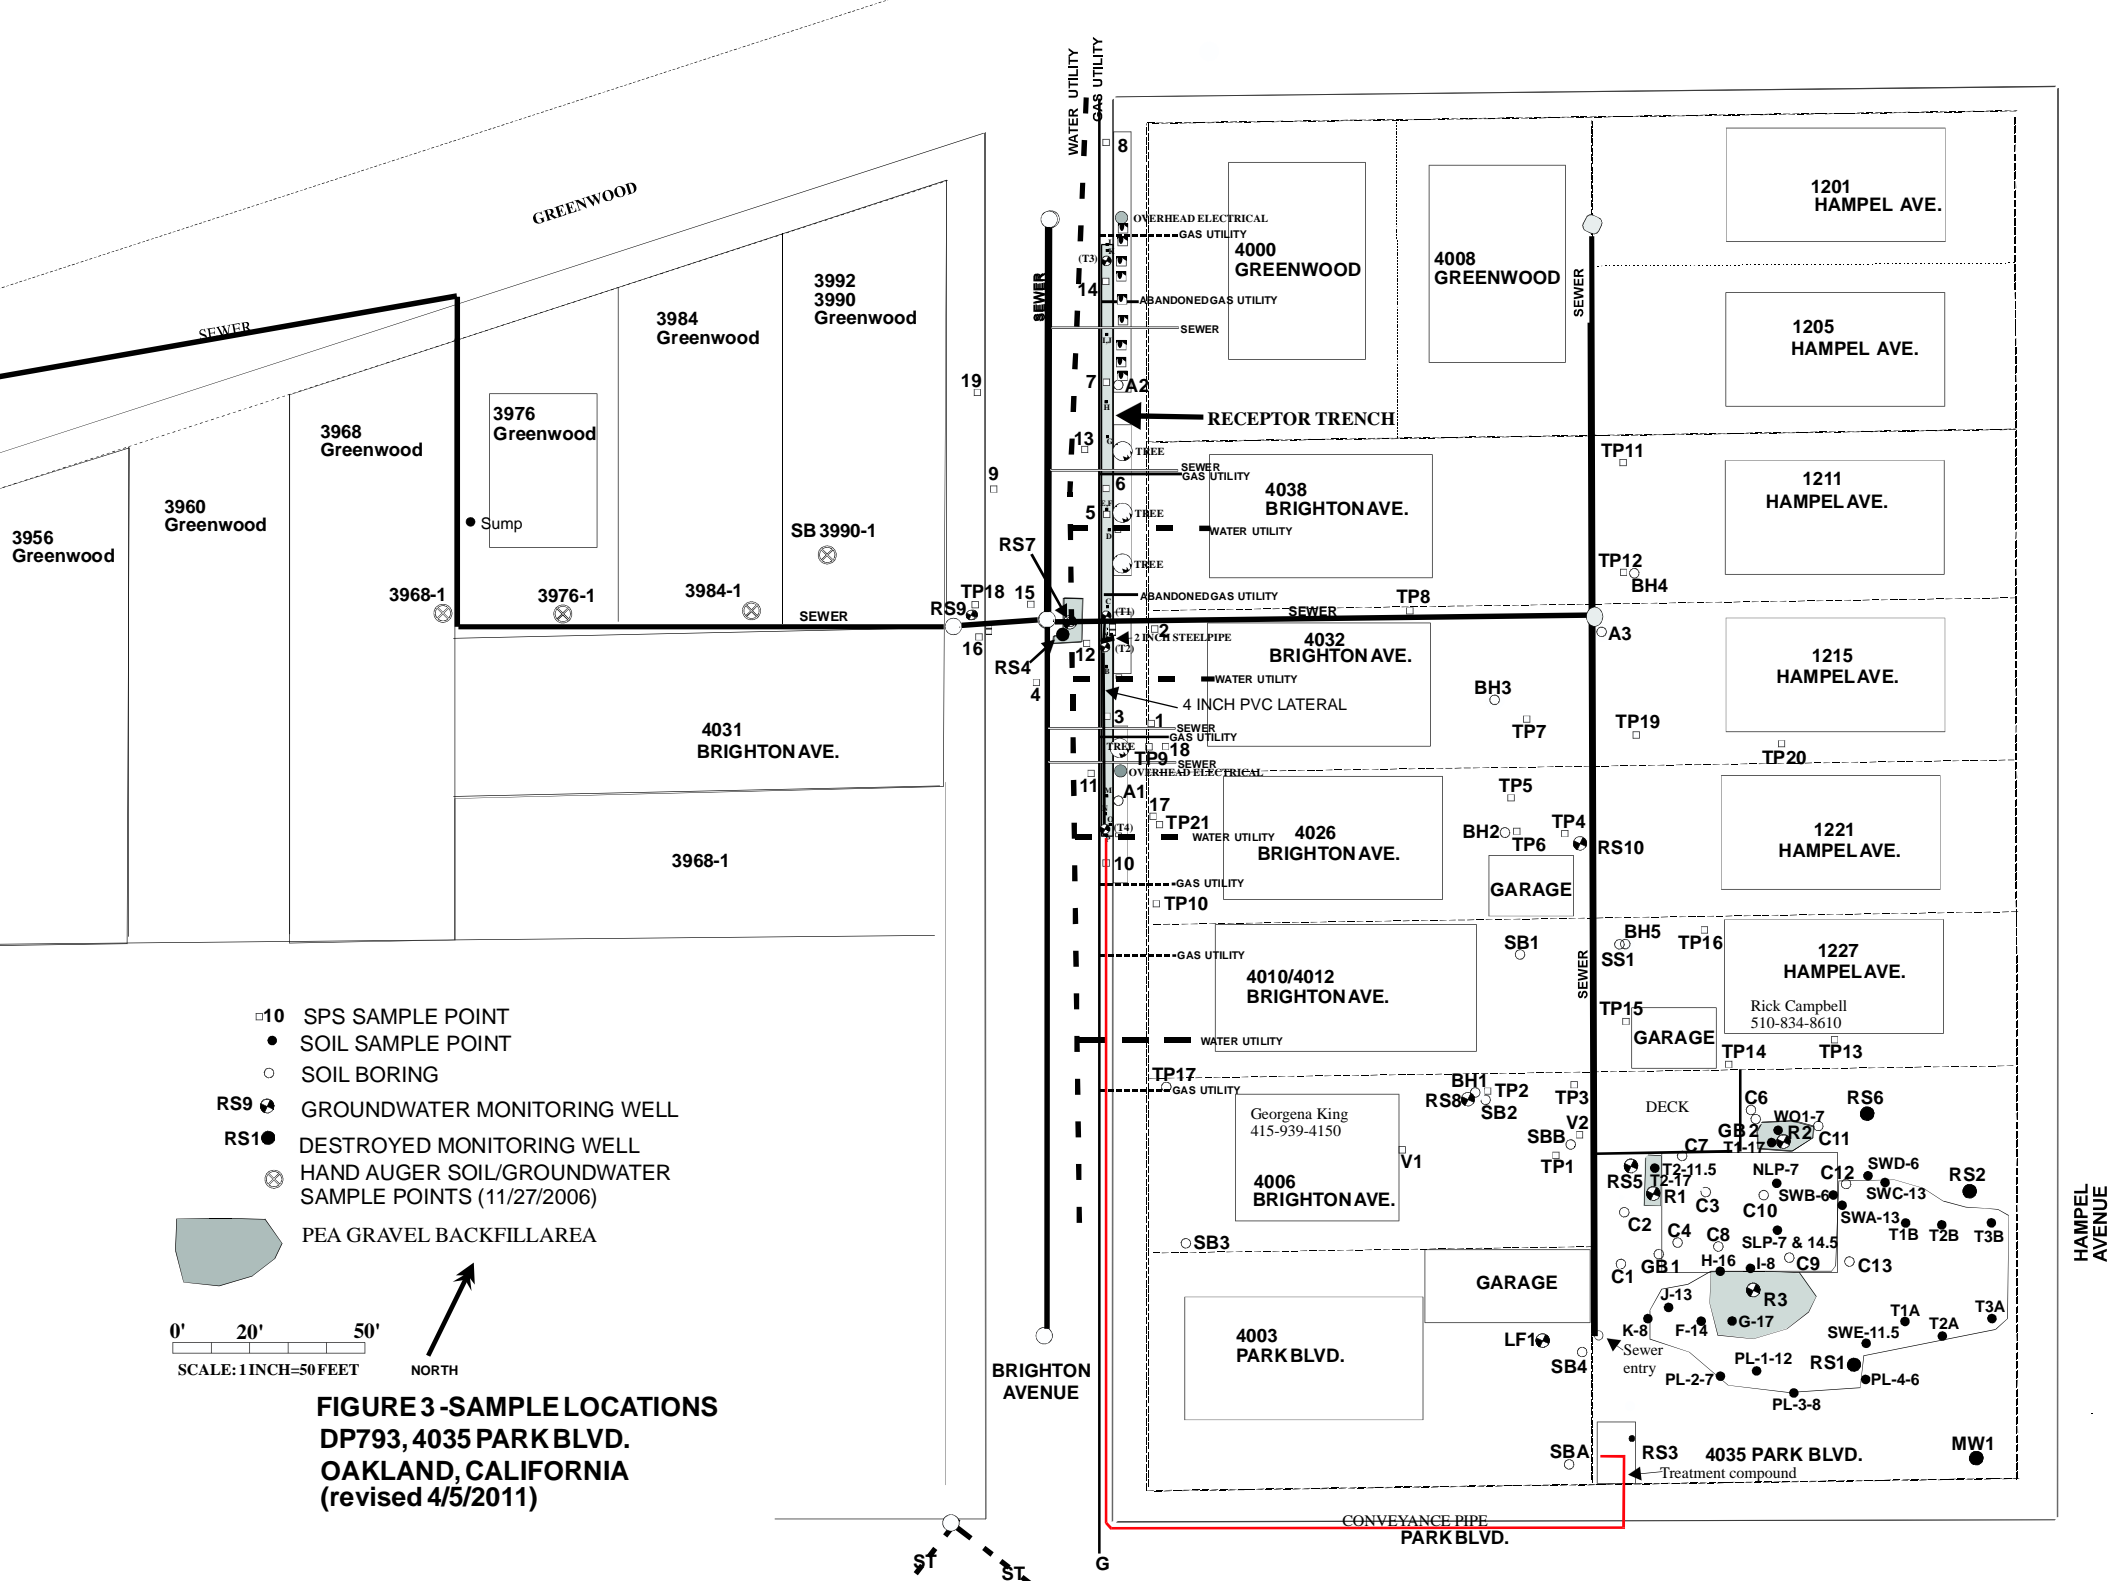 WATER UTILITY
GAS UTILITY
8
GREENWOOD
OVERHEAD ELECTRICAL
GAS UTILITY
(T3)
14
ABANDONED GAS UTILITY
SEWER
SEWER
SEWER
4000
GREENWOOD
4008
GREENWOOD
SEWER
1201
HAMPEL AVE.
1205
HAMPEL AVE.
3992
3990
Greenwood
3984
Greenwood
3976
Greenwood
3968
Greenwood
3960
Greenwood
3956
Greenwood
Sump
19
9
7
A2
H
RECEPTOR TRENCH
13
G
TREE
SEWER
GAS UTILITY
6
5
TREE
D
WATER UTILITY
TREE
4038
BRIGHTON AVE.
TP11
1211
HAMPEL AVE.
TP12
BH4
SB 3990-1
RS7
3968-1
3976-1
3984-1
SEWER
RS9
TP18
15
16
RS4
4
C
ABANDONED GAS UTILITY
(T1)
2
2 INCH STEEL PIPE
12
(T2)
B
WATER UTILITY
4 INCH PVC LATERAL
SEWER
TP8
4032
BRIGHTON AVE.
A3
1215
HAMPEL AVE.
BH3
TP7
TP19
TP20
3
1
SEWER
GAS UTILITY
TREE
18
TP9
SEWER
OVERHEAD ELECTRICAL
11
M
A1
17
TP21
(T4)
WATER UTILITY
10
GAS UTILITY
TP10
4031
BRIGHTON AVE.
3968-1
4026
BRIGHTON AVE.
TP5
BH2
TP6
TP4
RS10
GARAGE
1221
HAMPEL AVE.
GAS UTILITY
4010/4012
BRIGHTON AVE.
SB1
BH5
SS1
TP16
SEWER
1227
HAMPEL AVE.
Rick Campbell
510-834-8610
TP15
GARAGE
TP14
TP13
WATER UTILITY
TP17
GAS UTILITY
BH1
RS8
TP2
SB2
TP3
V2
SBB
TP1
V1
Georgena King
415-939-4150
4006
BRIGHTON AVE.
SB3
DECK
C6
WO1-7
RS6
GB2
R2
C11
T1-17
C7
T2-11.5
T2-17
RS5
R1
NLP-7
C12
SWD-6
RS2
SWB-6
SWC-13
C3
C10
SWA-13
C2
C4
C8
SLP-7 & 14.5
T1B
T2B
T3B
H-16
I-8
C9
C13
C1
GB1
J-13
R3
K-8
F-14
G-17
T1A
T2A
T3A
SWE-11.5
Sewer
entry
PL-1-12
RS1
PL-2-7
PL-4-6
PL-3-8
GARAGE
LF1
SB4
4003
PARK BLVD.
SBA
RS3
4035 PARK BLVD.
Treatment compound
MW1
CONVEYANCE PIPE
PARK BLVD.
HAMPEL
AVENUE
BRIGHTON
AVENUE
ST
ST
G
10 SPS SAMPLE POINT
SOIL SAMPLE POINT
SOIL BORING
RS9 GROUNDWATER MONITORING WELL
RS1 DESTROYED MONITORING WELL
HAND AUGER SOIL/GROUNDWATER
SAMPLE POINTS (11/27/2006)
PEA GRAVEL BACKFILL AREA
0' 20' 50'
SCALE: 1 INCH=50 FEET
NORTH
FIGURE 3 -SAMPLE LOCATIONS
DP793, 4035 PARK BLVD.
OAKLAND, CALIFORNIA
(revised 4/5/2011)